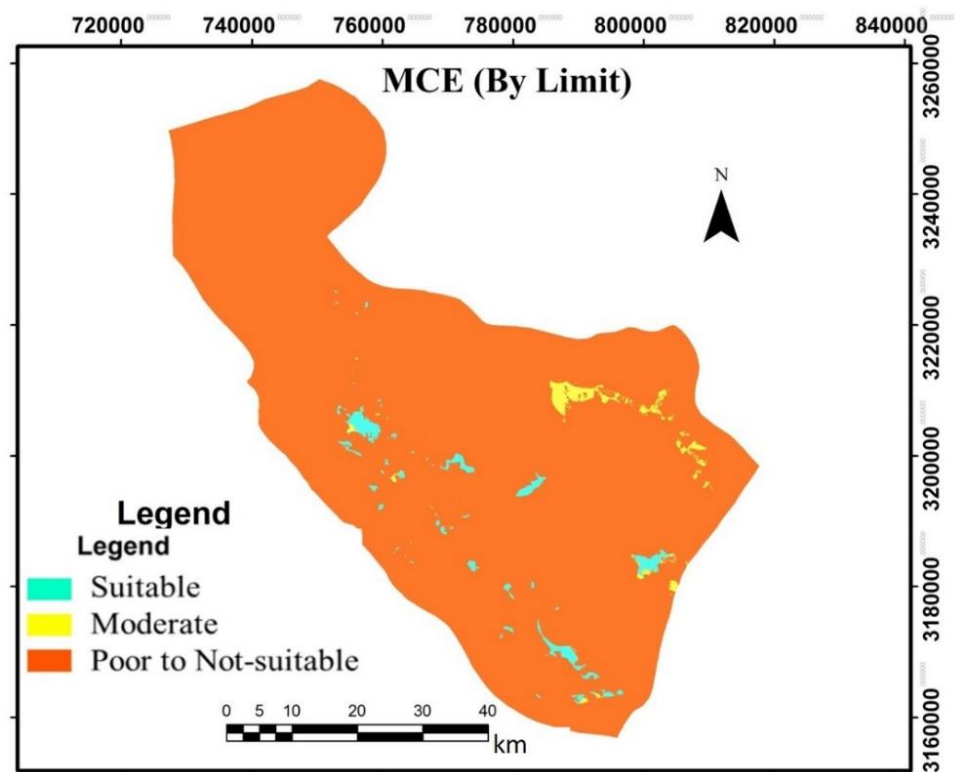 720000 740000 760000 780000 800000 820000 840000
MCE (By Limit)
N
3260000
3240000
3220000
3200000
3180000
3160000
Legend
Legend
Suitable
Moderate
Poor to Not-suitable
0 5 10 20 30 40
km